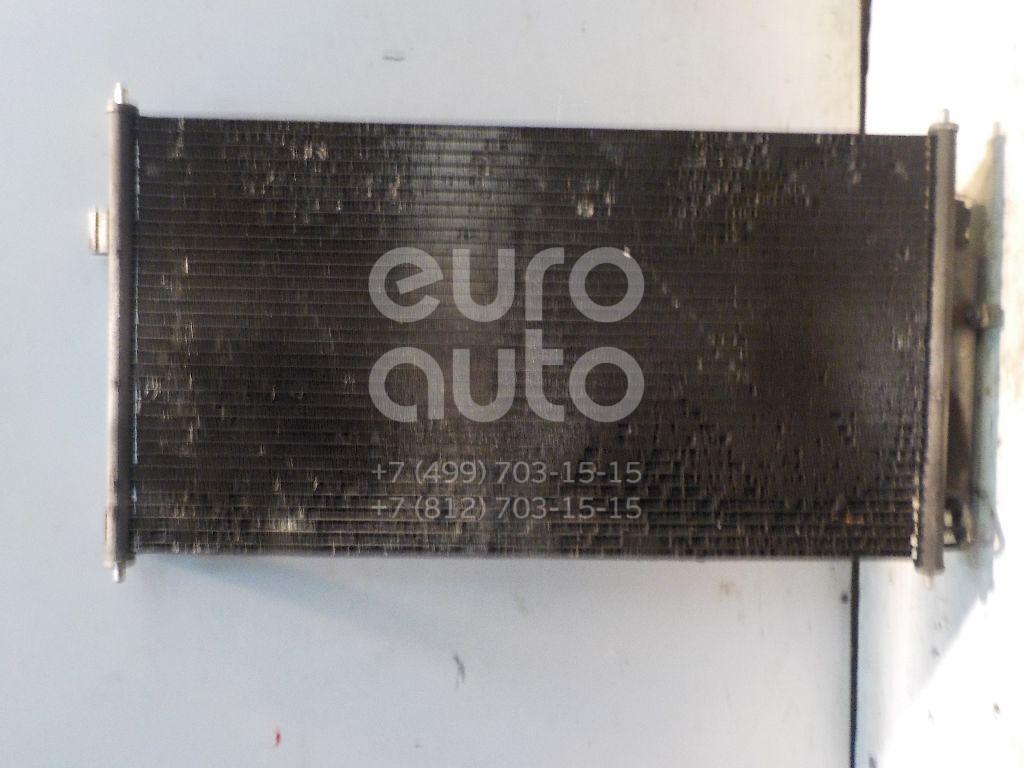 euro
auto
+7 (499) 703-15-15
+7 (812) 703-15-15